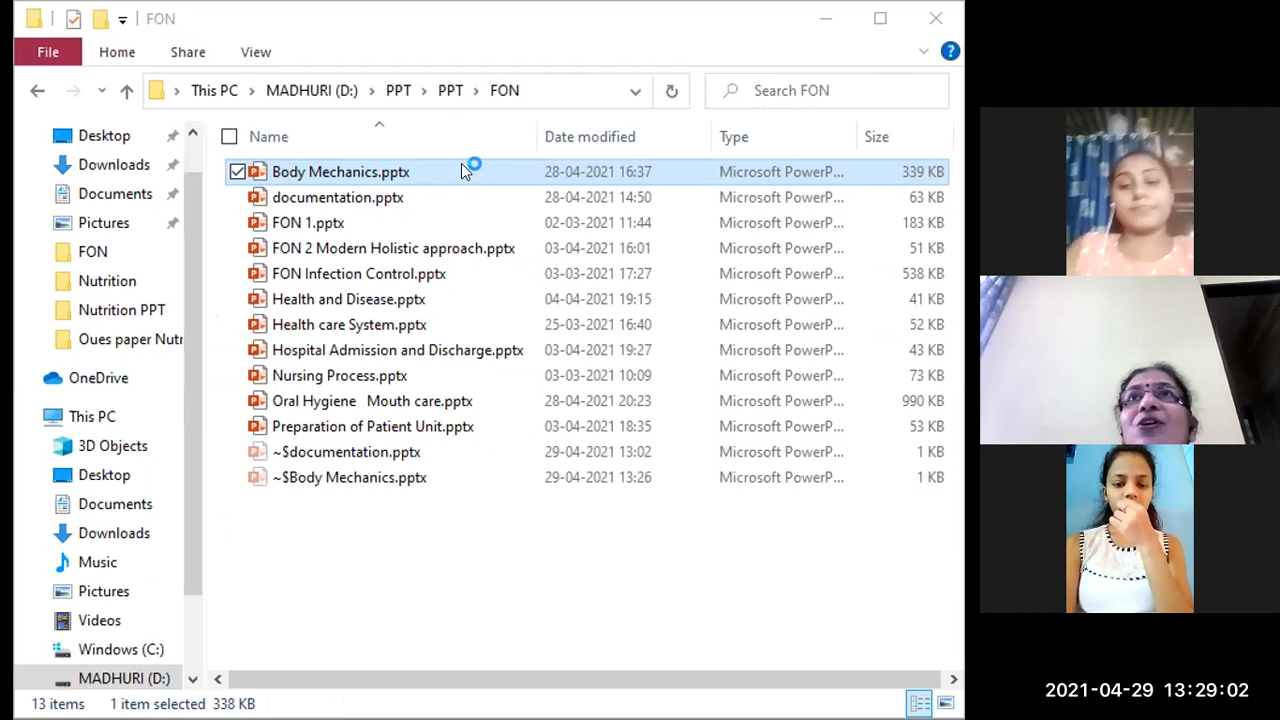 FON
File Home Share View
This PC MADHURI (D:) PPT PPT FON Search FON
Name Date modified Type Size
Body Mechanics.pptx 28-04-2021 16:37 Microsoft PowerP... 339 KB
documentation.pptx 28-04-2021 14:50 Microsoft PowerP... 63 KB
FON 1.pptx 02-03-2021 11:44 Microsoft PowerP... 183 KB
FON 2 Modern Holistic approach.pptx 03-04-2021 16:01 Microsoft PowerP... 51 KB
FON Infection Control.pptx 03-03-2021 17:27 Microsoft PowerP... 538 KB
Health and Disease.pptx 04-04-2021 19:15 Microsoft PowerP... 41 KB
Health care System.pptx 25-03-2021 16:40 Microsoft PowerP... 52 KB
Hospital Admission and Discharge.pptx 03-04-2021 19:27 Microsoft PowerP... 43 KB
Nursing Process.pptx 03-03-2021 10:09 Microsoft PowerP... 73 KB
Oral Hygiene Mouth care.pptx 28-04-2021 20:23 Microsoft PowerP... 990 KB
Preparation of Patient Unit.pptx 03-04-2021 18:35 Microsoft PowerP... 53 KB
~$documentation.pptx 29-04-2021 13:02 Microsoft PowerP... 1 KB
~$Body Mechanics.pptx 29-04-2021 13:26 Microsoft PowerP... 1 KB
Desktop
Downloads
Documents
Pictures
FON
Nutrition
Nutrition PPT
Oues paper Nutr
OneDrive
This PC
3D Objects
Desktop
Documents
Downloads
Music
Pictures
Videos
Windows (C:)
MADHURI (D:)
13 items 1 item selected 338 KB
2021-04-29 13:29:02